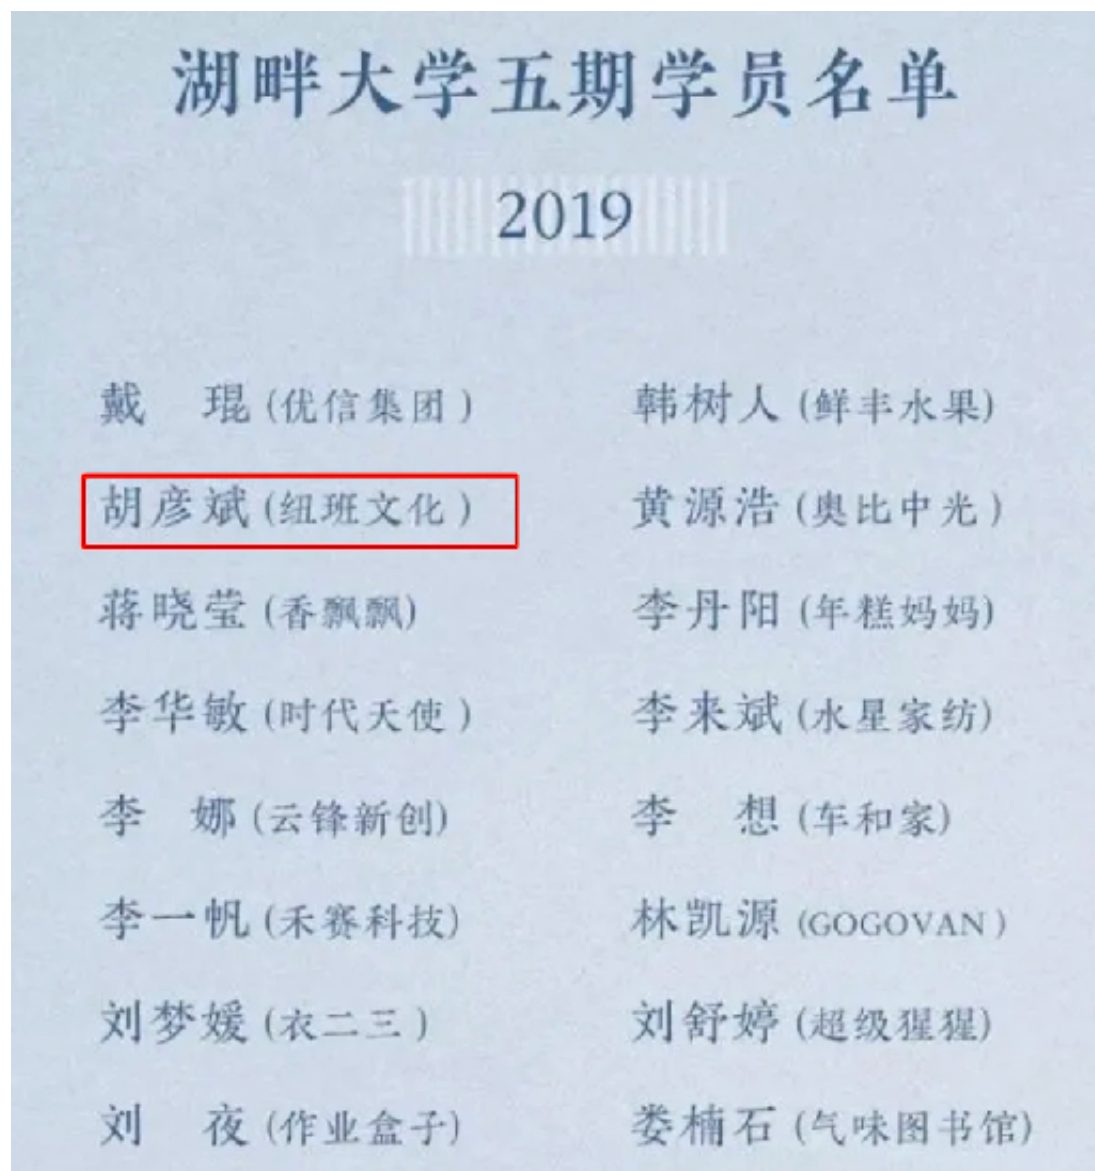 湖畔大学五期学员名单
2019
戴 琨(优信集团) 韩树人(鲜丰水果)
胡彦斌(纽班文化) 黄源浩(奥比中光)
蒋晓莹(香飘飘) 李丹阳(年糕妈妈)
李华敏(时代天使) 李来斌(水星家纺)
李 娜(云锋新创) 李 想(车和家)
李一帆(禾赛科技) 林凯源(GOGOVAN)
刘梦媛(衣二三) 刘舒婷(超级猩猩)
刘 夜(作业盒子) 娄楠石(气味图书馆)